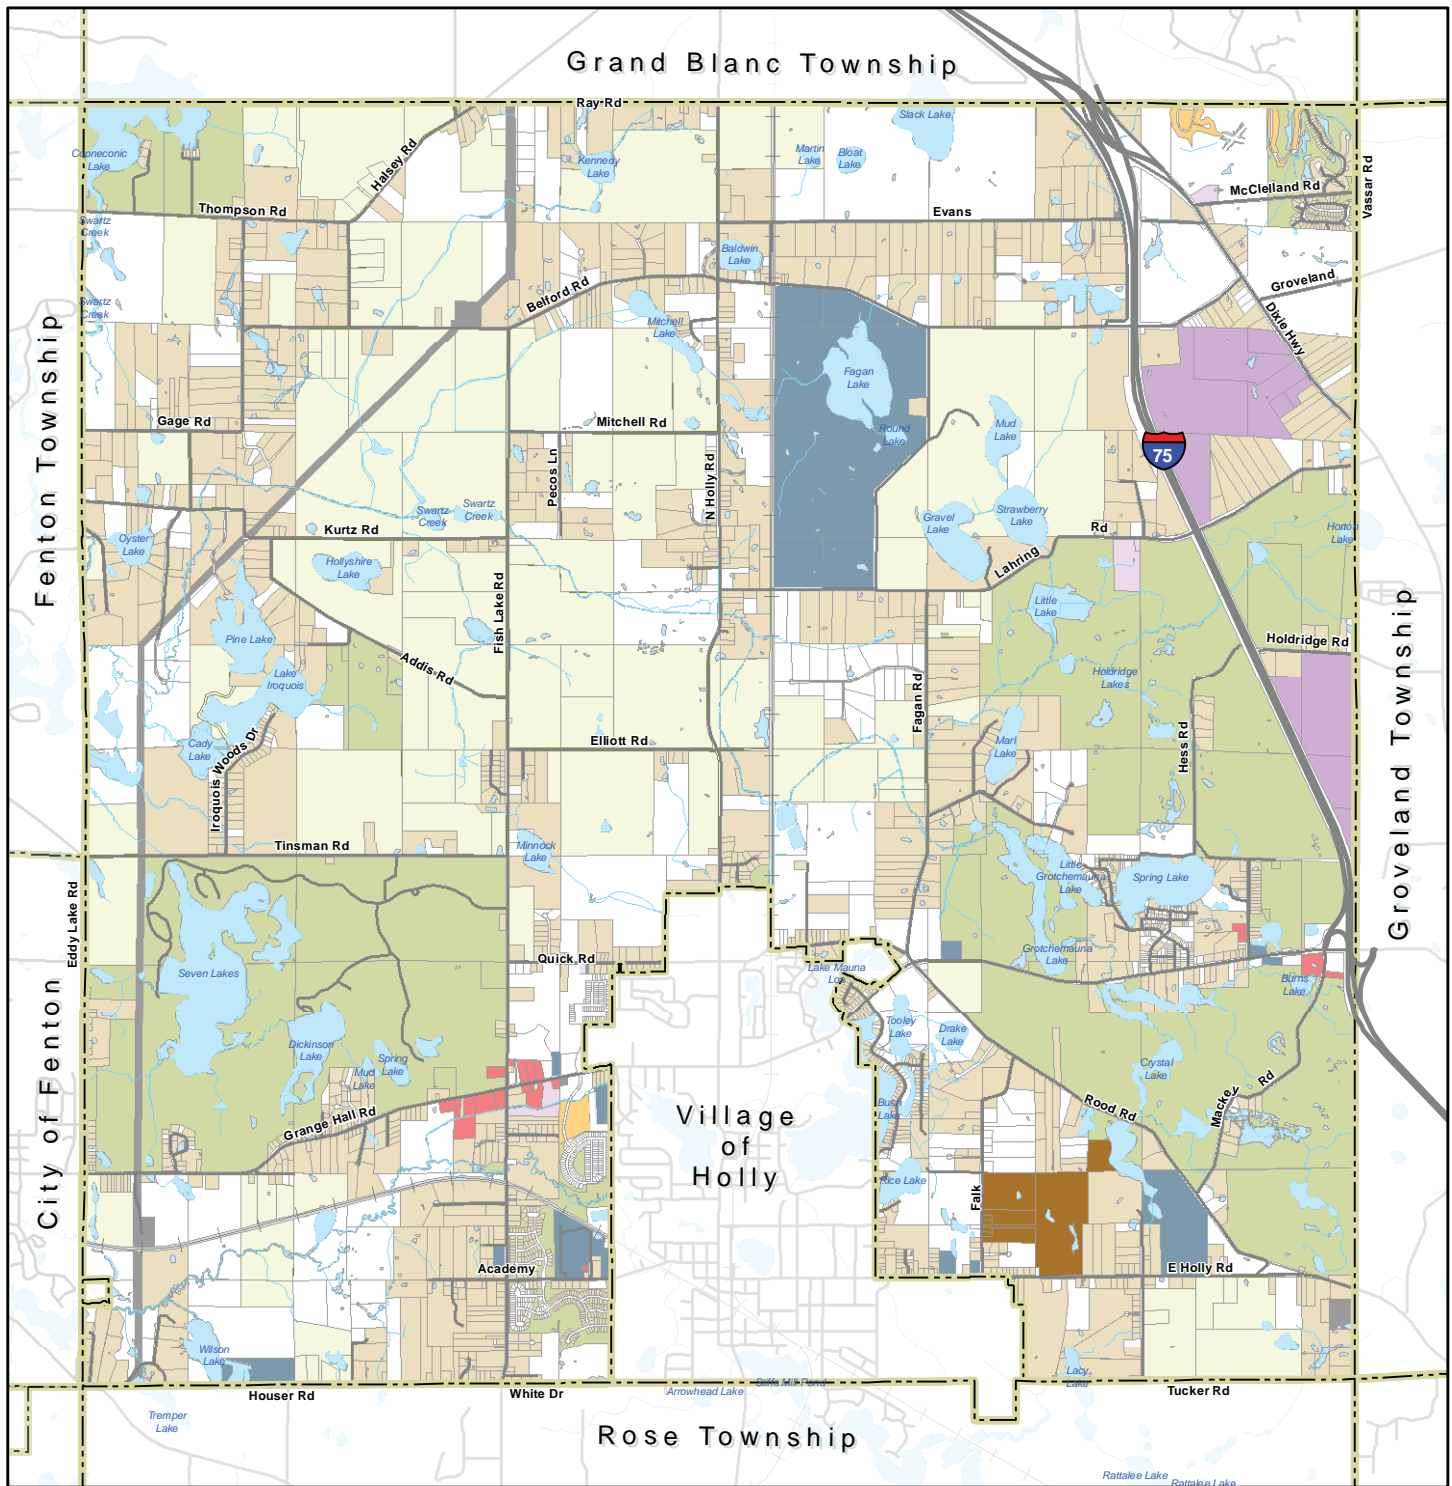 Grand Blanc Township
Ray Rd
Slack Lake
Copneconic
Lake
Halsey Rd
Kennedy
Lake
Martin
Lake
Bloat
Lake
McClelland Rd
Vassar Rd
Thompson Rd
Evans
Swartz
Creek
Baldwin
Lake
Groveland
Belford Rd
Swartz
Creek
Mitchell
Lake
Dixie Hwy
Fenton Township
Fagan
Lake
Gage Rd
Mitchell Rd
Round
Lake
Mud
Lake
75
Pecos Ln
N Holly Rd
Swartz
Creek
Swartz
Creek
Kurtz Rd
Gravel
Lake
Strawberry
Lake
Rd
Horton
Lake
Oyster
Lake
Hollyshire
Lake
Lahring
Fish Lake Rd
Little
Lake
Pine Lake
Holdridge Rd
Addis Rd
Lake
Iroquois
Holdridge
Lakes
Fagan Rd
Groveland Township
Cady
Lake
Iroquois Woods Dr
Elliott Rd
Marl
Lake
Hess Rd
Tinsman Rd
Minnock
Lake
Little
Grotchemauna
Lake
Spring Lake
Eddy Lake Rd
Quick Rd
Seven Lakes
Lake Mauna
Loa
Grotchemauna
Lake
Burns
Lake
City of Fenton
Dickinson
Lake
Spring
Lake
Mud
Lake
Tooley
Lake
Drake
Lake
Crystal
Lake
Grange Hall Rd
Village
of
Holly
Bush
Lake
Rood Rd
Mackey Rd
Rice Lake
Falk
Academy
E Holly Rd
Wilson
Lake
Lacy
Lake
Houser Rd
White Dr
Arrowhead Lake
Stiffs Mill Pond
Tucker Rd
Tremper
Lake
Rose Township
Rattalee Lake
Rattalee Lake